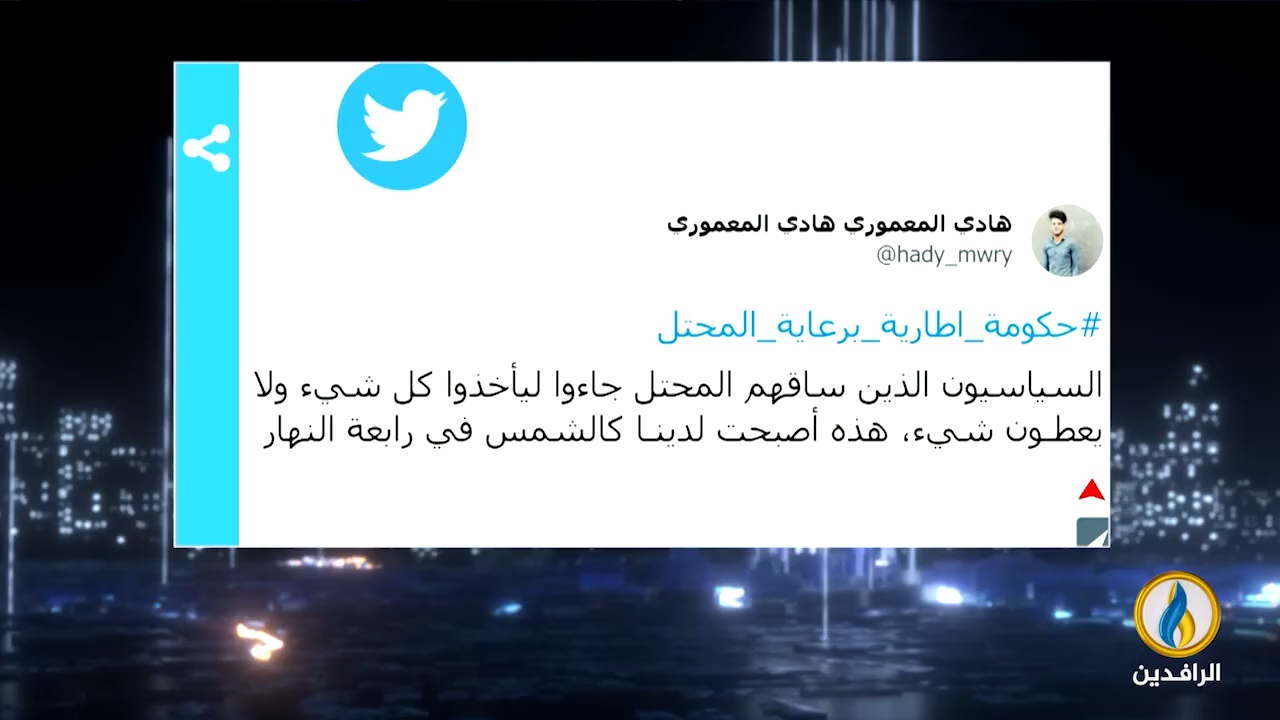 هادي المعموري هادي المعموري
@hady_mwry
#حكومة_اطارية_برعاية_المحتل
السياسيون الذين ساقهم المحتل جاءوا ليأخذوا كل شيء ولا
يعطون شيء، هذه أصبحت لدينا كالشمس في رابعة النهار
الرافدين